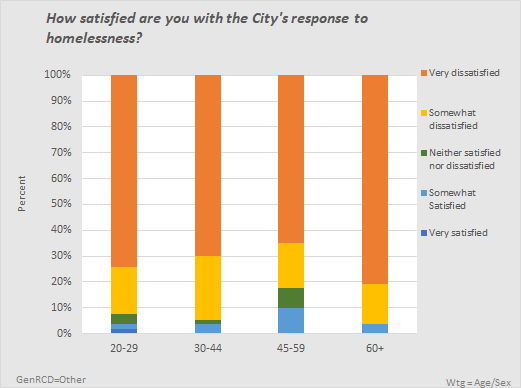 How satisfied are you with the City's response to
homelessness?
100%
90%
80%
70%
60%
50%
40%
30%
20%
10%
0%
Percent
20-29
30-44
45-59
60+
Very dissatisfied
Somewhat
dissatisfied
Neither satisfied
nor dissatisfied
Somewhat
Satisfied
Very satisfied
GenRCD=Other
Wtg = Age/Sex